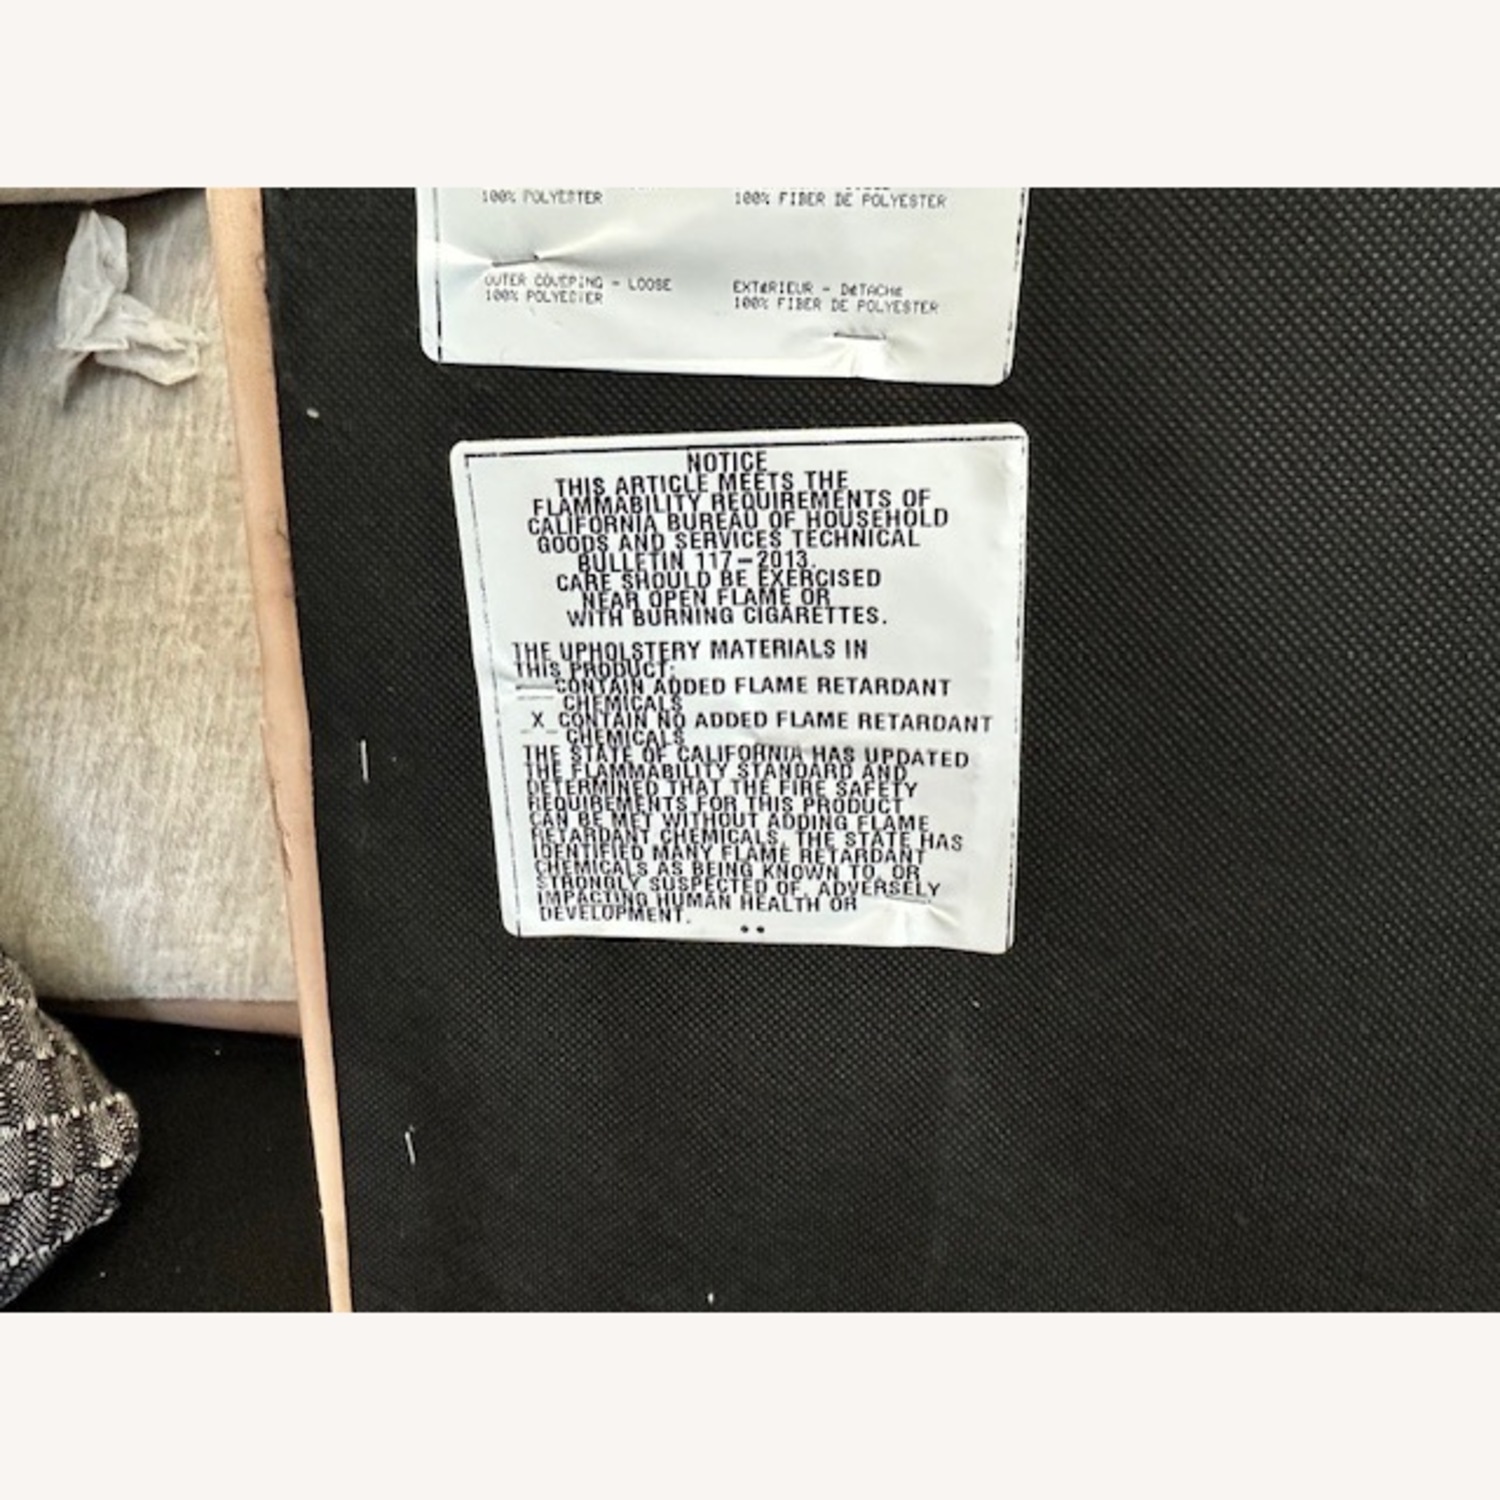 100% POLYESTER
100% FIBER DE POLYESTER
OUTER COVERING - LOOSE
100% POLYESTER
EXTéRIEUR - DéTACHé
100% FIBER DE POLYESTER
NOTICE
THIS ARTICLE MEETS THE
FLAMMABILITY REQUIREMENTS OF
CALIFORNIA BUREAU OF HOUSEHOLD
GOODS AND SERVICES TECHNICAL
BULLETIN 117-2013.
CARE SHOULD BE EXERCISED
NEAR OPEN FLAME OR
WITH BURNING CIGARETTES.
THE UPHOLSTERY MATERIALS IN
THIS PRODUCT:
___CONTAIN ADDED FLAME RETARDANT
CHEMICALS
_X_CONTAIN NO ADDED FLAME RETARDANT
CHEMICALS
THE STATE OF CALIFORNIA HAS UPDATED
THE FLAMMABILITY STANDARD AND
DETERMINED THAT THE FIRE SAFETY
REQUIREMENTS FOR THIS PRODUCT
CAN BE MET WITHOUT ADDING FLAME
RETARDANT CHEMICALS. THE STATE HAS
IDENTIFIED MANY FLAME RETARDANT
CHEMICALS AS BEING KNOWN TO, OR
STRONGLY SUSPECTED OF, ADVERSELY
IMPACTING HUMAN HEALTH OR
DEVELOPMENT.